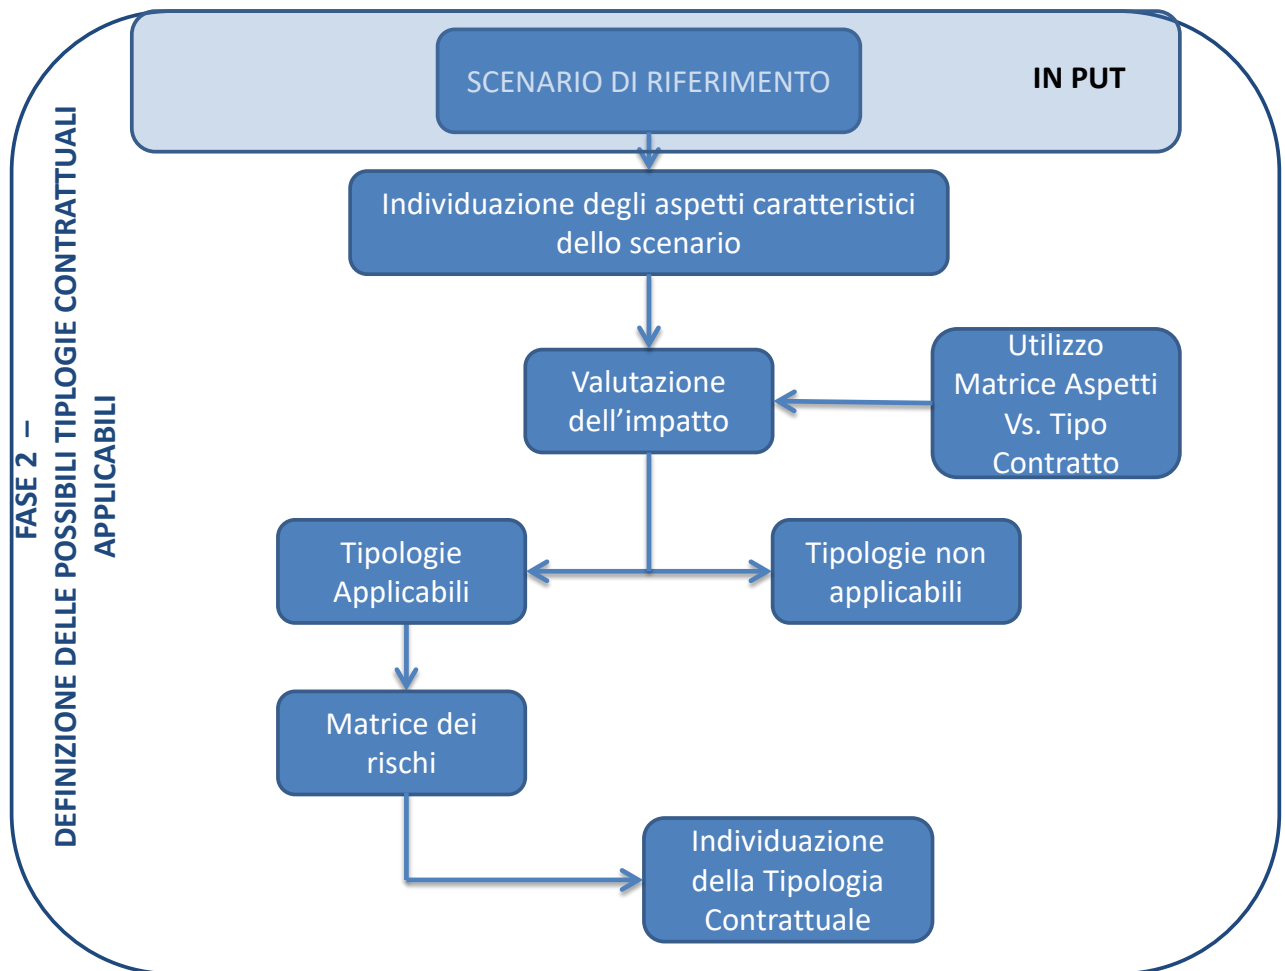 SCENARIO DI RIFERIMENTO
IN PUT
FASE 2 –
DEFINIZIONE DELLE POSSIBILI TIPLOGIE CONTRATTUALI
APPLICABILI
Individuazione degli aspetti caratteristici
dello scenario
Valutazione
dell’impatto
Utilizzo
Matrice Aspetti
Vs. Tipo
Contratto
Tipologie
Applicabili
Tipologie non
applicabili
Matrice dei
rischi
Individuazione
della Tipologia
Contrattuale